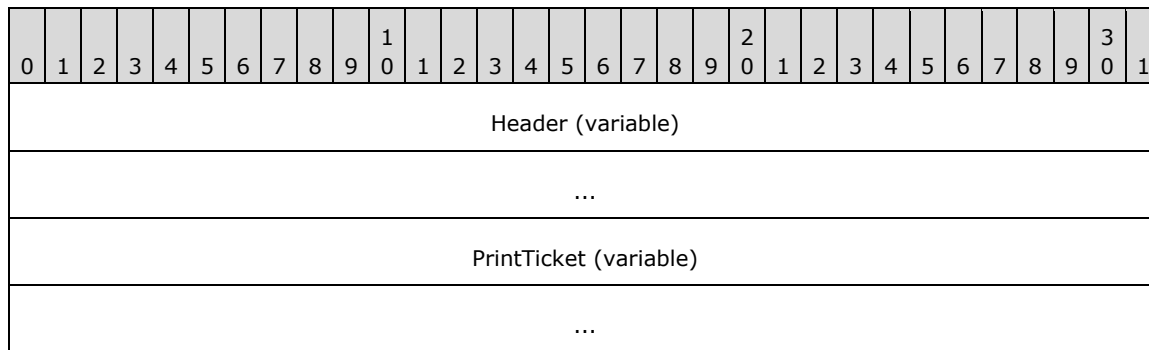 1 2 3
0 1 2 3 4 5 6 7 8 9 0 1 2 3 4 5 6 7 8 9 0 1 2 3 4 5 6 7 8 9 0 1
Header (variable)
...
PrintTicket (variable)
...